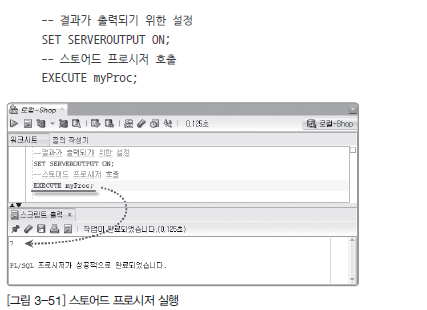 -- 결과가 출력되기 위한 설정
SET SERVEROUTPUT ON;
-- 스토어드 프로시저 호출
EXECUTE myProc;
로컬-Shop ×
0.125초
로컬-Shop
워크시트 질의 작성기
--결과가 출력되기 위한 설정
SET SERVEROUTPUT ON;
--스토어드 프로시저 호출
EXECUTE myProc;
스크립트 출력 ×
작업이 완료되었습니다.(0.125초)
7
PL/SQL 프로시저가 성공적으로 완료되었습니다.
[그림 3-51] 스토어드 프로시저 실행